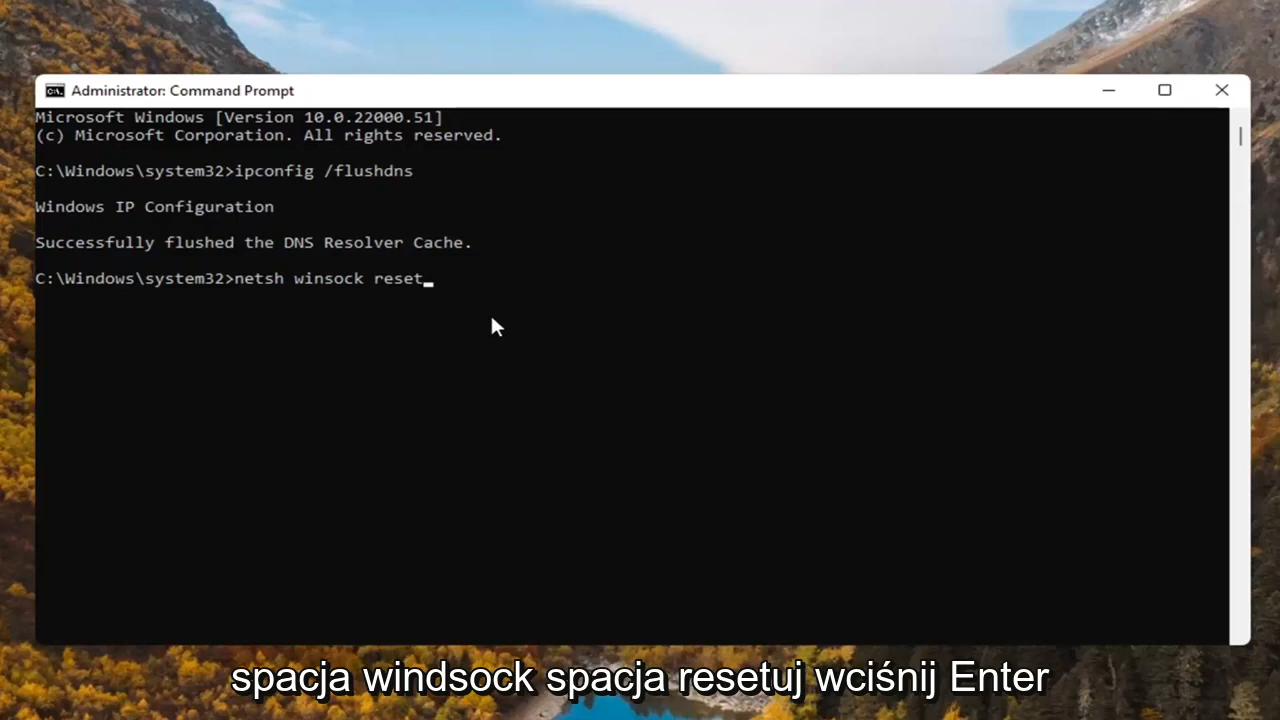 Administrator: Command Prompt
Microsoft Windows [Version 10.0.22000.51]
(c) Microsoft Corporation. All rights reserved.
C:\Windows\system32>ipconfig /flushdns
Windows IP Configuration
Successfully flushed the DNS Resolver Cache.
C:\Windows\system32>netsh winsock reset
spacja windsock spacja resetuj wciśnij Enter